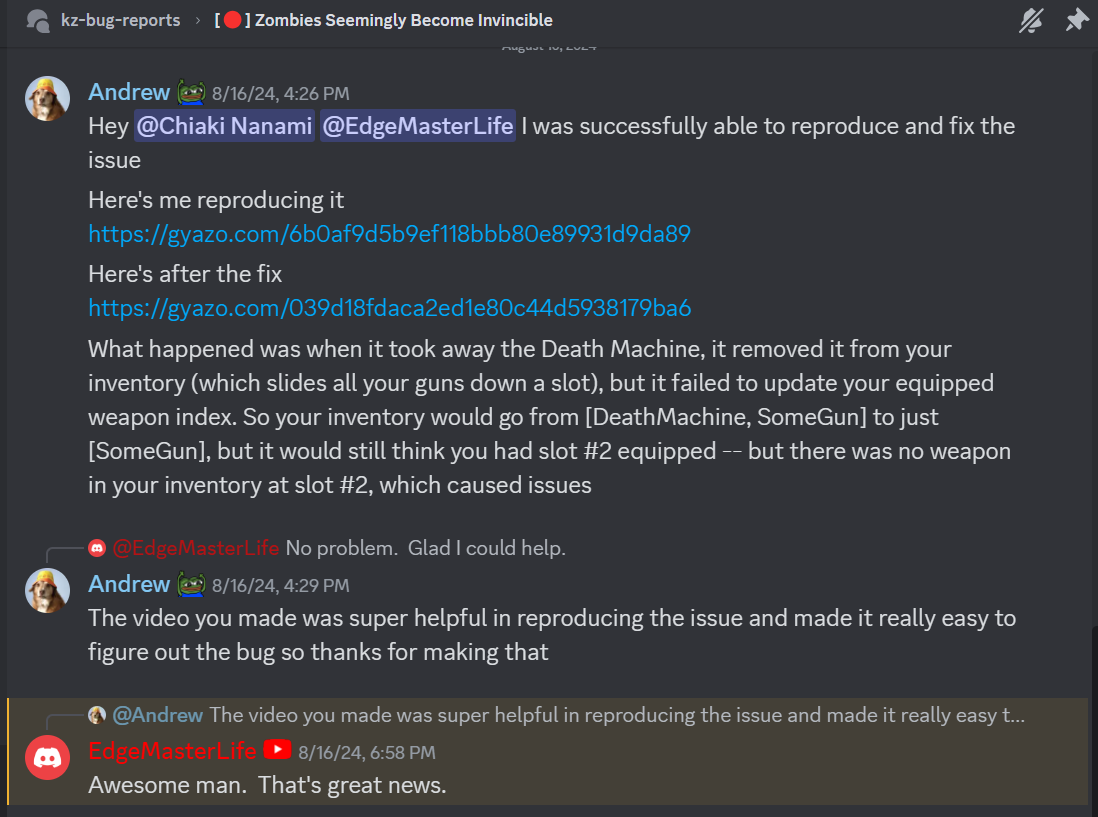 kz-bug-reports › [🔴] Zombies Seemingly Become Invincible
August 16, 2024
Andrew 8/16/24, 4:26 PM
Hey @Chiaki Nanami @EdgeMasterLife I was successfully able to reproduce and fix the
issue
Here's me reproducing it
https://gyazo.com/6b0af9d5b9ef118bbb80e89931d9da89
Here's after the fix
https://gyazo.com/039d18fdaca2ed1e80c44d5938179ba6
What happened was when it took away the Death Machine, it removed it from your
inventory (which slides all your guns down a slot), but it failed to update your equipped
weapon index. So your inventory would go from [DeathMachine, SomeGun] to just
[SomeGun], but it would still think you had slot #2 equipped -- but there was no weapon
in your inventory at slot #2, which caused issues
@EdgeMasterLife No problem.  Glad I could help.
Andrew 8/16/24, 4:29 PM
The video you made was super helpful in reproducing the issue and made it really easy to
figure out the bug so thanks for making that
@Andrew The video you made was super helpful in reproducing the issue and made it really easy t...
EdgeMasterLife 8/16/24, 6:58 PM
Awesome man.  That's great news.